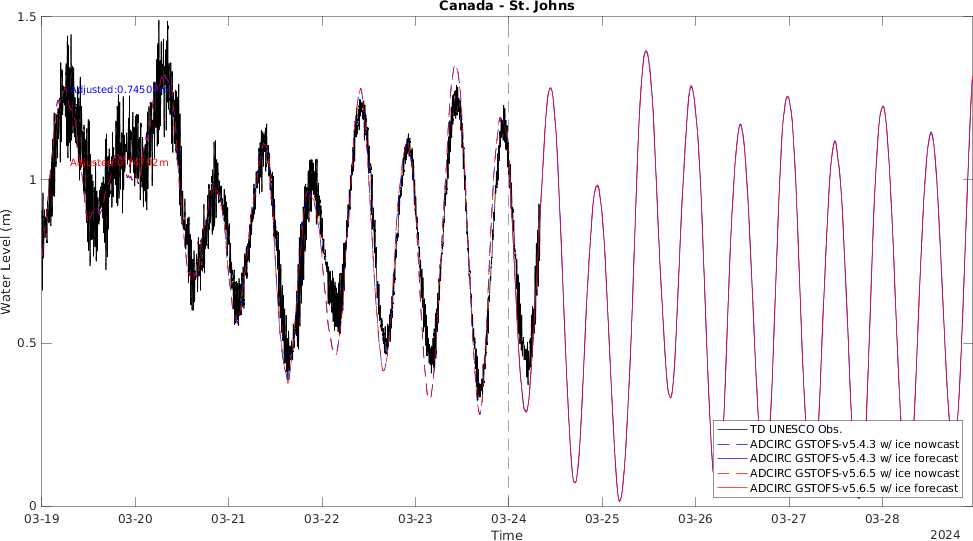 Canada - St. Johns
1.5
Adjusted:0.7450
Adjusted:
2m
1
Water Level (m)
0.5
TD UNESCO Obs.
ADCIRC GSTOFS-v5.4.3 w/ ice nowcast
ADCIRC GSTOFS-v5.4.3 w/ ice forecast
ADCIRC GSTOFS-v5.6.5 w/ ice nowcast
ADCIRC GSTOFS-v5.6.5 w/ ice forecast
0
03-19 03-20 03-21 03-22 03-23 03-24 03-25 03-26 03-27 03-28
Time
2024